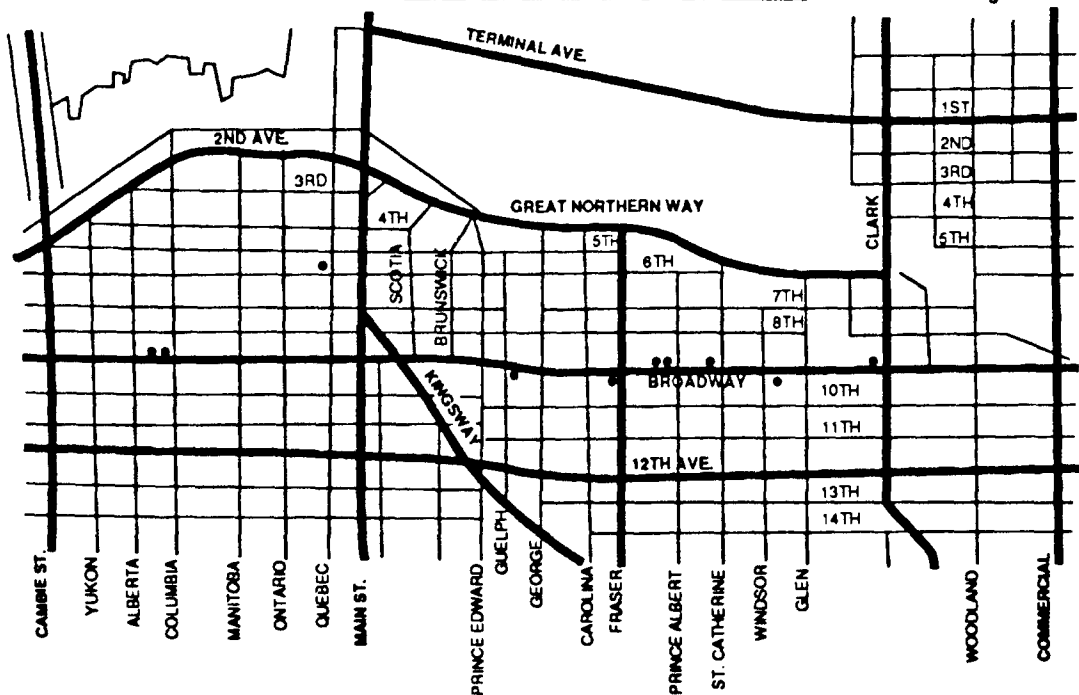 TERMINAL AVE.
1ST
2ND AVE.
2ND
3RD
3RD
GREAT NORTHERN WAY
4TH
4TH
CLARK
5TH
5TH
SCOTIA
BRUNSWICK
6TH
7TH
8TH
KINGSWAY
BROADWAY
10TH
11TH
12TH AVE.
13TH
14TH
CAMBIE ST.
YUKON
ALBERTA
COLUMBIA
MANITOBA
ONTARIO
QUEBEC
MAIN ST.
PRINCE EDWARD
GUELPH
GEORGE
CAROLINA
FRASER
PRINCE ALBERT
ST. CATHERINE
WINDSOR
GLEN
WOODLAND
COMMERCIAL